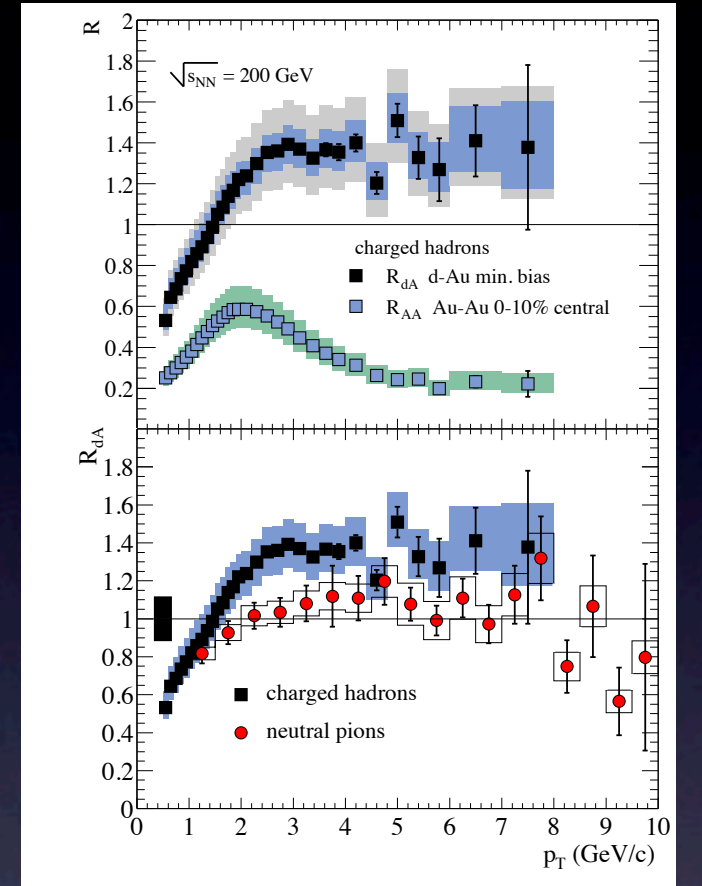 R
2
1.8
1.6
1.4
1.2
1
0.8
0.6
0.4
0.2
√sNN = 200 GeV
charged hadrons
RdA d-Au min. bias
RAA Au-Au 0-10% central
RdA
1.8
1.6
1.4
1.2
1
0.8
0.6
0.4
0.2
0
charged hadrons
neutral pions
0 1 2 3 4 5 6 7 8 9 10
pT (GeV/c)